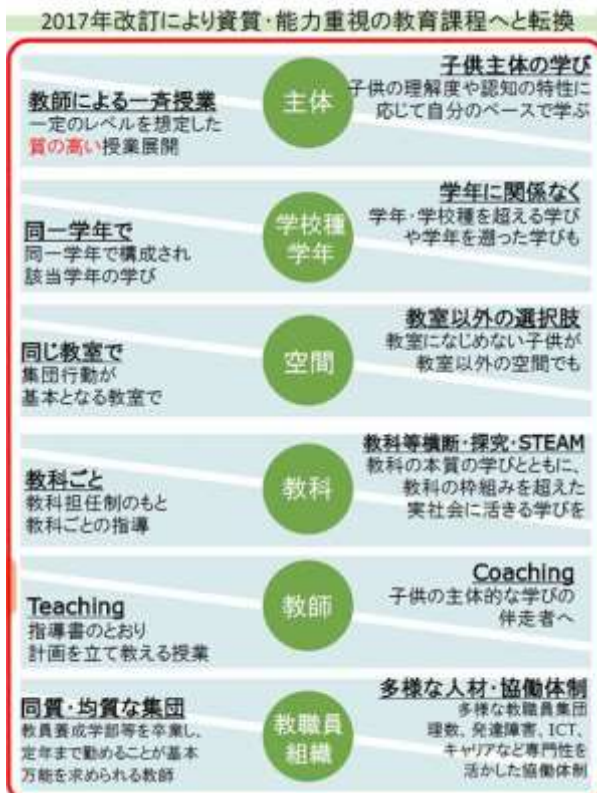 2017年改訂により資質・能力重視の教育課程へと転換
教師による一斉授業
一定のレベルを想定した
質の高い授業展開
主体
子供主体の学び
子供の理解度や認知の特性に
応じて自分のペースで学ぶ
同一学年で
同一学年で構成され
該当学年の学び
学校種
学年
学年に関係なく
学年・学校種を超える学び
や学年を遡った学びも
同じ教室で
集団行動が
基本となる教室で
空間
教室以外の選択肢
教室になじめない子供が
教室以外の空間でも
教科ごと
教科担任制のもと
教科ごとの指導
教科
教科等横断・探究・STEAM
教科の本質の学びとともに、
教科の枠組みを超えた
実社会に活きる学びを
Teaching
指導書のとおり
計画を立て教える授業
教師
Coaching
子供の主体的な学びの
伴走者へ
同質・均質な集団
教員養成学部等を卒業し、
定年まで勤めることが基本
万能を求められる教師
教職員
組織
多様な人材・協働体制
多様な教職員集団
理数、発達障害、ICT、
キャリアなど専門性を
活かした協働体制